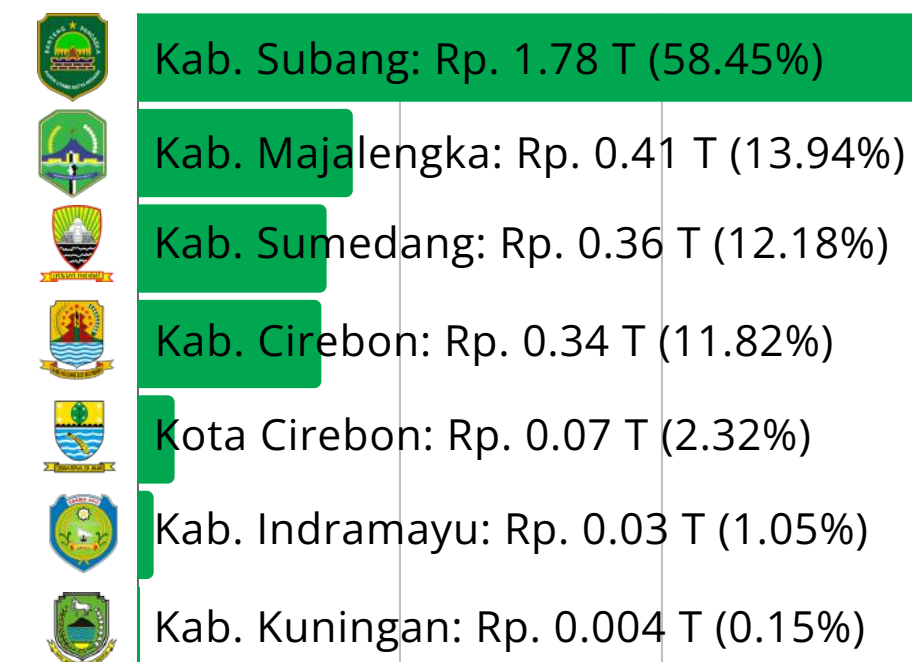 Kab. Subang: Rp. 1.78 T (58.45%)
Kab. Majalengka: Rp. 0.41 T (13.94%)
Kab. Sumedang: Rp. 0.36 T (12.18%)
Kab. Cirebon: Rp. 0.34 T (11.82%)
Kota Cirebon: Rp. 0.07 T (2.32%)
Kab. Indramayu: Rp. 0.03 T (1.05%)
Kab. Kuningan: Rp. 0.004 T (0.15%)